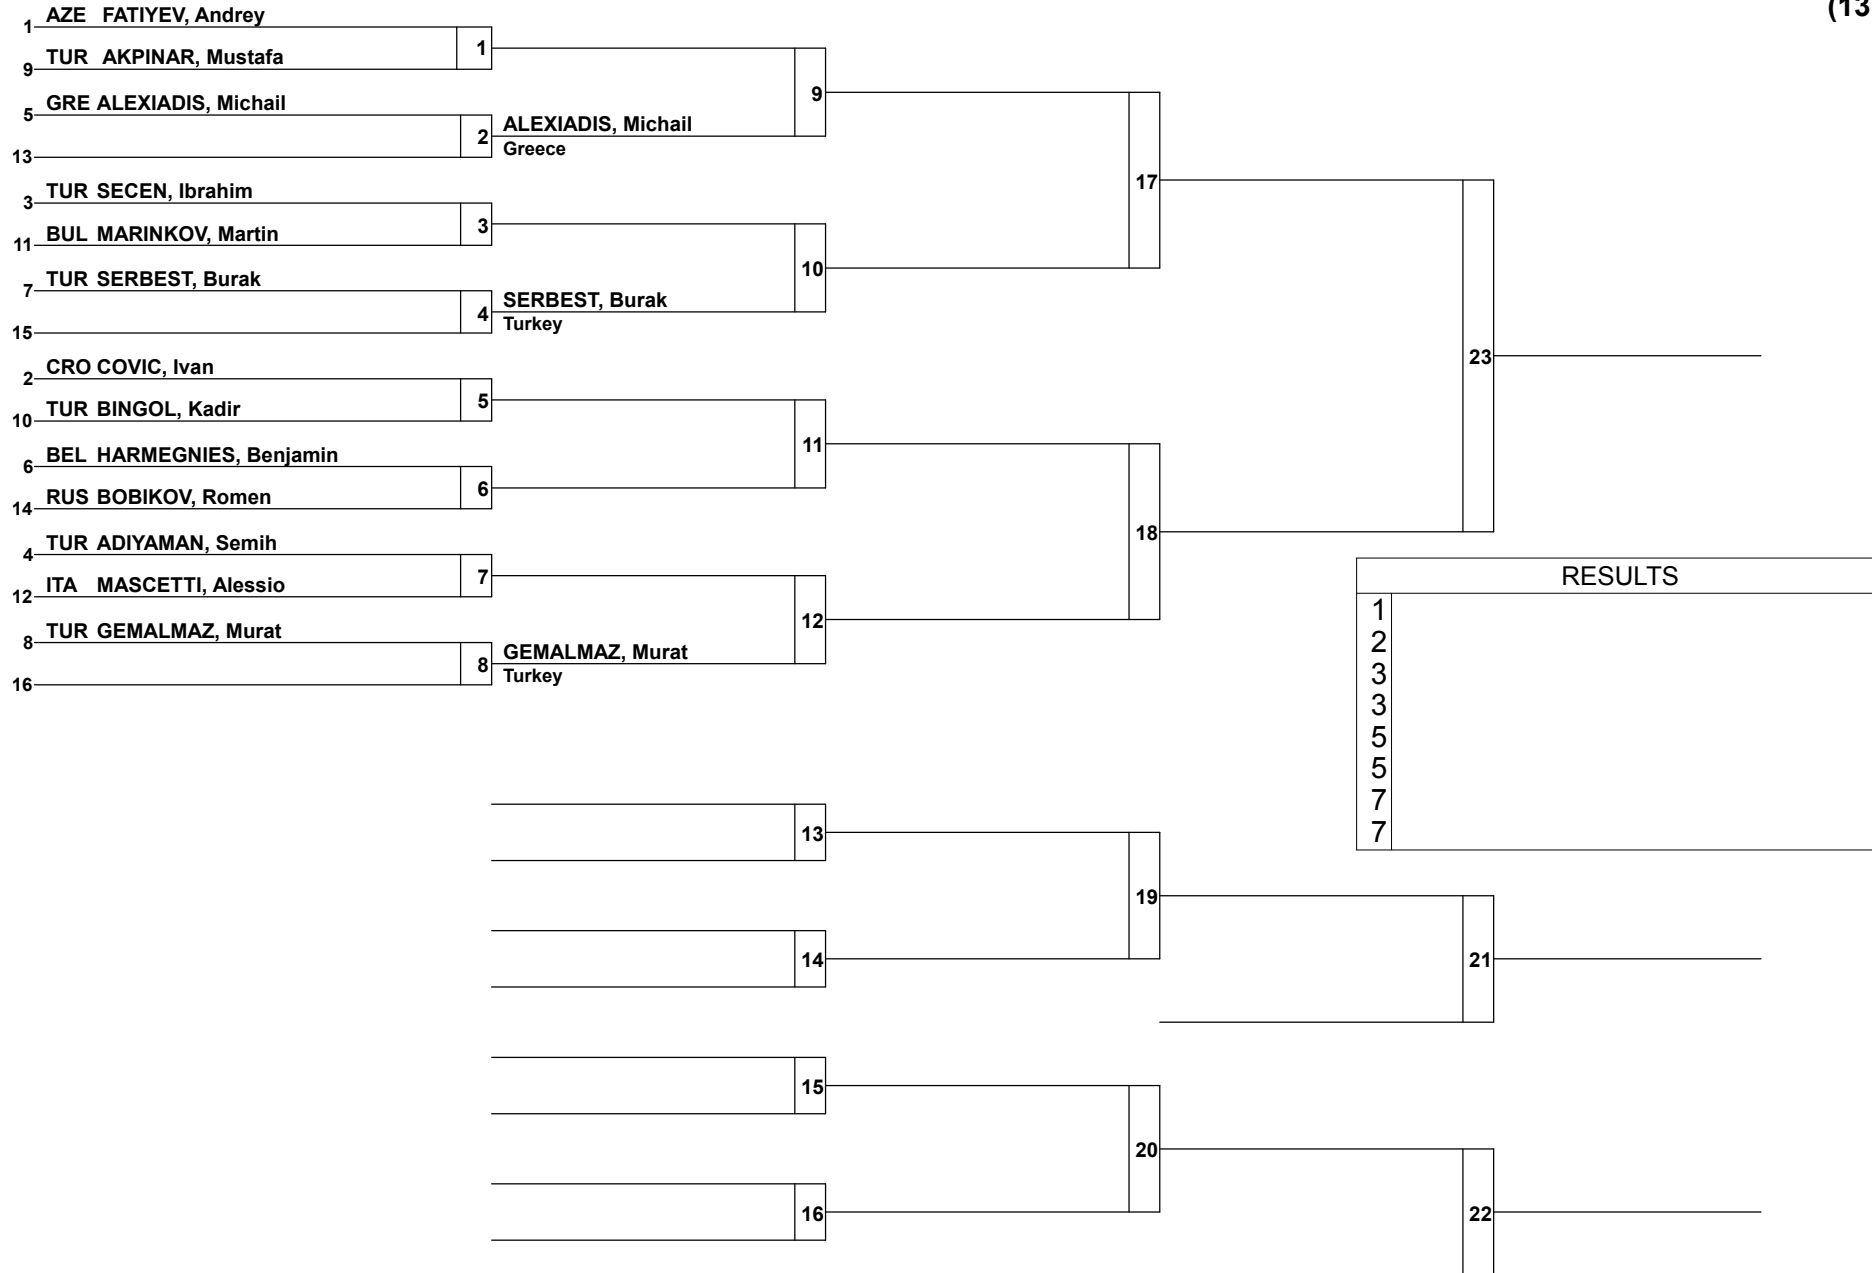 (13
1 AZE FATIYEV, Andrey
1
9 TUR AKPINAR, Mustafa
9
5 GRE ALEXIADIS, Michail
2 ALEXIADIS, Michail
Greece
13
17
3 TUR SECEN, Ibrahim
3
11 BUL MARINKOV, Martin
10
7 TUR SERBEST, Burak
4 SERBEST, Burak
Turkey
15
23
2 CRO COVIC, Ivan
5
10 TUR BINGOL, Kadir
11
6 BEL HARMEGNIES, Benjamin
6
14 RUS BOBIKOV, Romen
18
4 TUR ADIYAMAN, Semih
7
12 ITA MASCETTI, Alessio
12
8 TUR GEMALMAZ, Murat
8 GEMALMAZ, Murat
Turkey
16
RESULTS
1
2
3
3
5
5
7
7
13
19
14
21
15
20
16
22